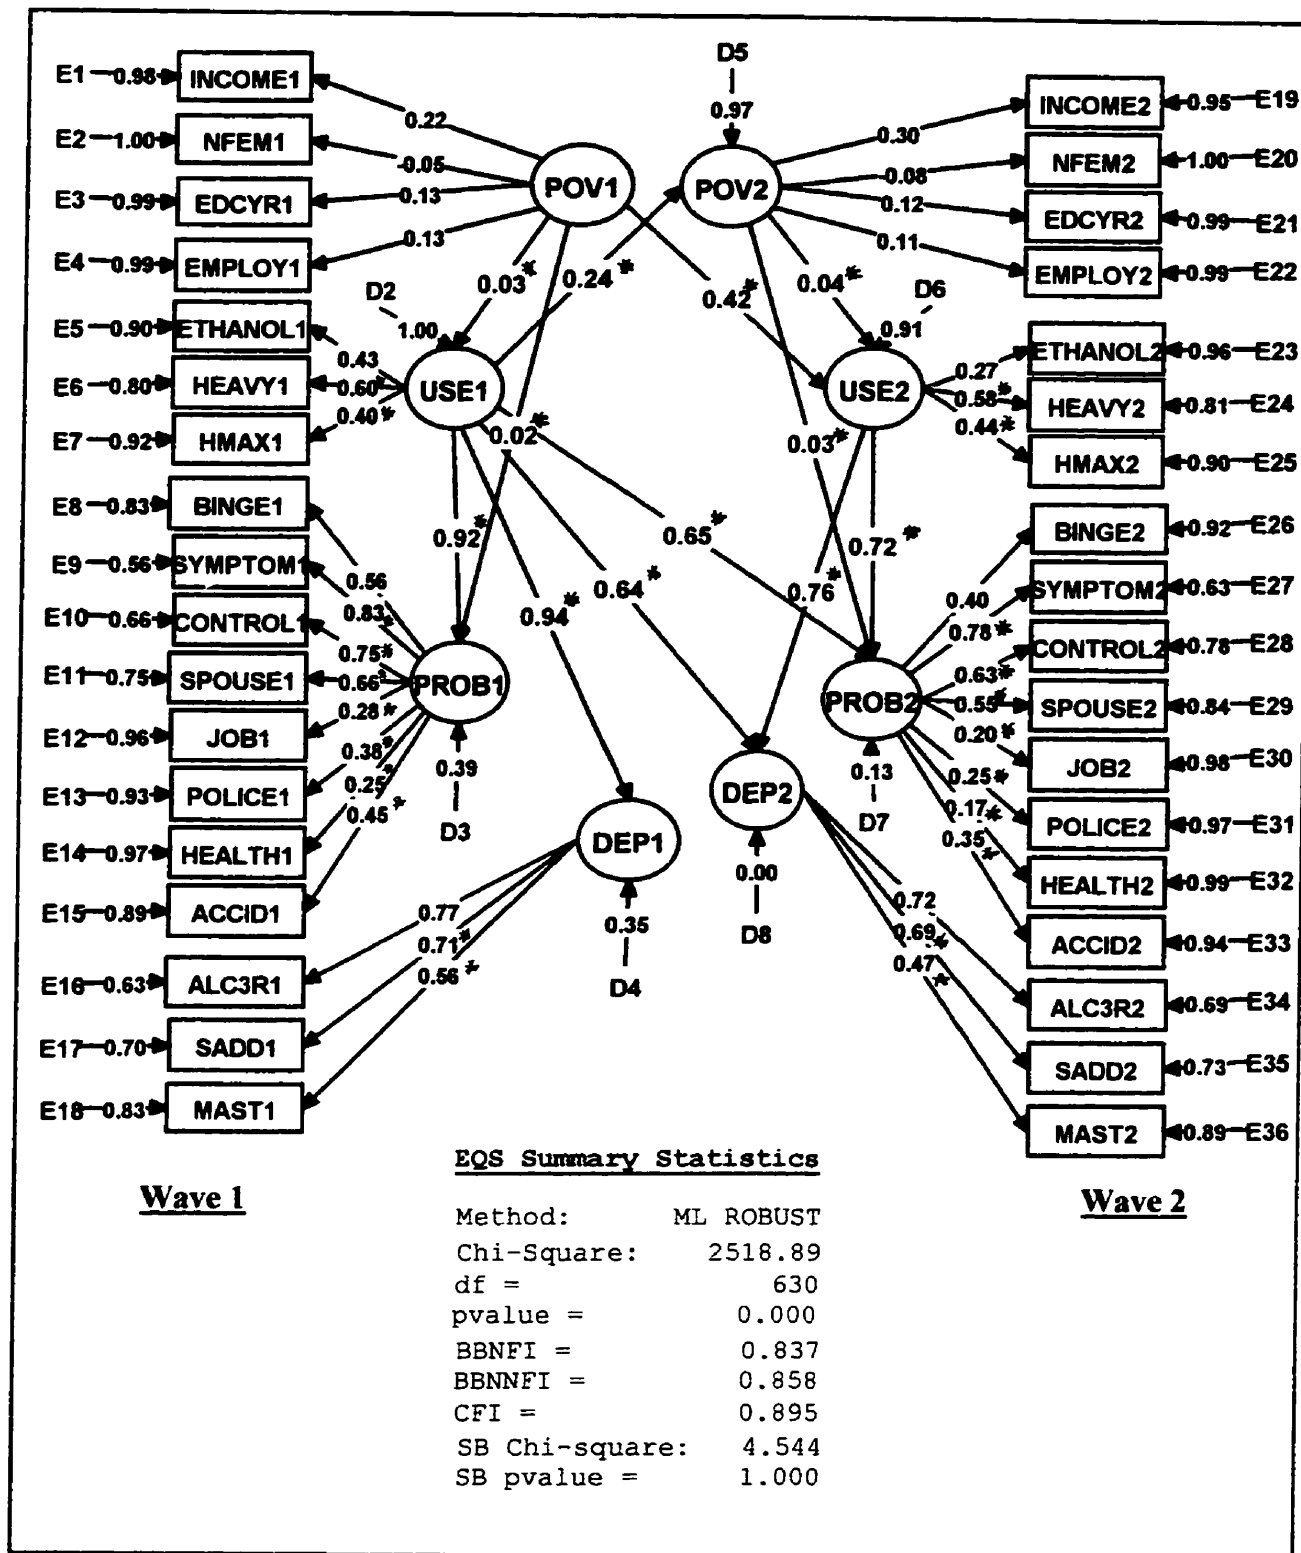 E1 0.98 INCOME1
E2 1.00 NFEM1
E3 0.99 EDCYR1
E4 0.99 EMPLOY1
E5 0.90 ETHANOL1
E6 0.80 HEAVY1
E7 0.92 HMAX1
E8 0.83 BINGE1
E9 0.56 SYMPTOM1
E10 0.66 CONTROL1
E11 0.75 SPOUSE1
E12 0.96 JOB1
E13 0.93 POLICE1
E14 0.97 HEALTH1
E15 0.89 ACCID1
E16 0.63 ALC3R1
E17 0.70 SADD1
E18 0.83 MAST1
0.22
-0.05
0.13
0.13
POV1
0.03*
0.24*
0.02*
0.42*
D2
1.00
0.43
0.60*
0.40*
USE1
0.92*
0.94*
0.64*
0.65*
0.56
0.83*
0.75*
0.66*
0.28*
0.38*
0.25*
0.45*
PROB1
0.39
D3
DEP1
0.35
D4
0.77
0.71*
0.56*
D5
0.97
POV2
0.30
-0.08
0.12
0.11
0.04*
0.03*
D6
0.91
USE2
0.27
0.58*
0.44*
0.72*
0.76*
PROB2
0.13
D7
0.40
0.78*
0.63*
0.55*
0.20*
0.25*
0.17*
0.35*
DEP2
0.00
D8
0.72
0.69*
0.47*
INCOME2 0.95 E19
NFEM2 1.00 E20
EDCYR2 0.99 E21
EMPLOY2 0.99 E22
ETHANOL2 0.96 E23
HEAVY2 0.81 E24
HMAX2 0.90 E25
BINGE2 0.92 E26
SYMPTOM2 0.63 E27
CONTROL2 0.78 E28
SPOUSE2 0.84 E29
JOB2 0.98 E30
POLICE2 0.97 E31
HEALTH2 0.99 E32
ACCID2 0.94 E33
ALC3R2 0.69 E34
SADD2 0.73 E35
MAST2 0.89 E36
Wave 1
Wave 2
EQS Summary Statistics
Method: ML ROBUST
Chi-Square: 2518.89
df = 630
pvalue = 0.000
BBNFI = 0.837
BBNNFI = 0.858
CFI = 0.895
SB Chi-square: 4.544
SB pvalue = 1.000